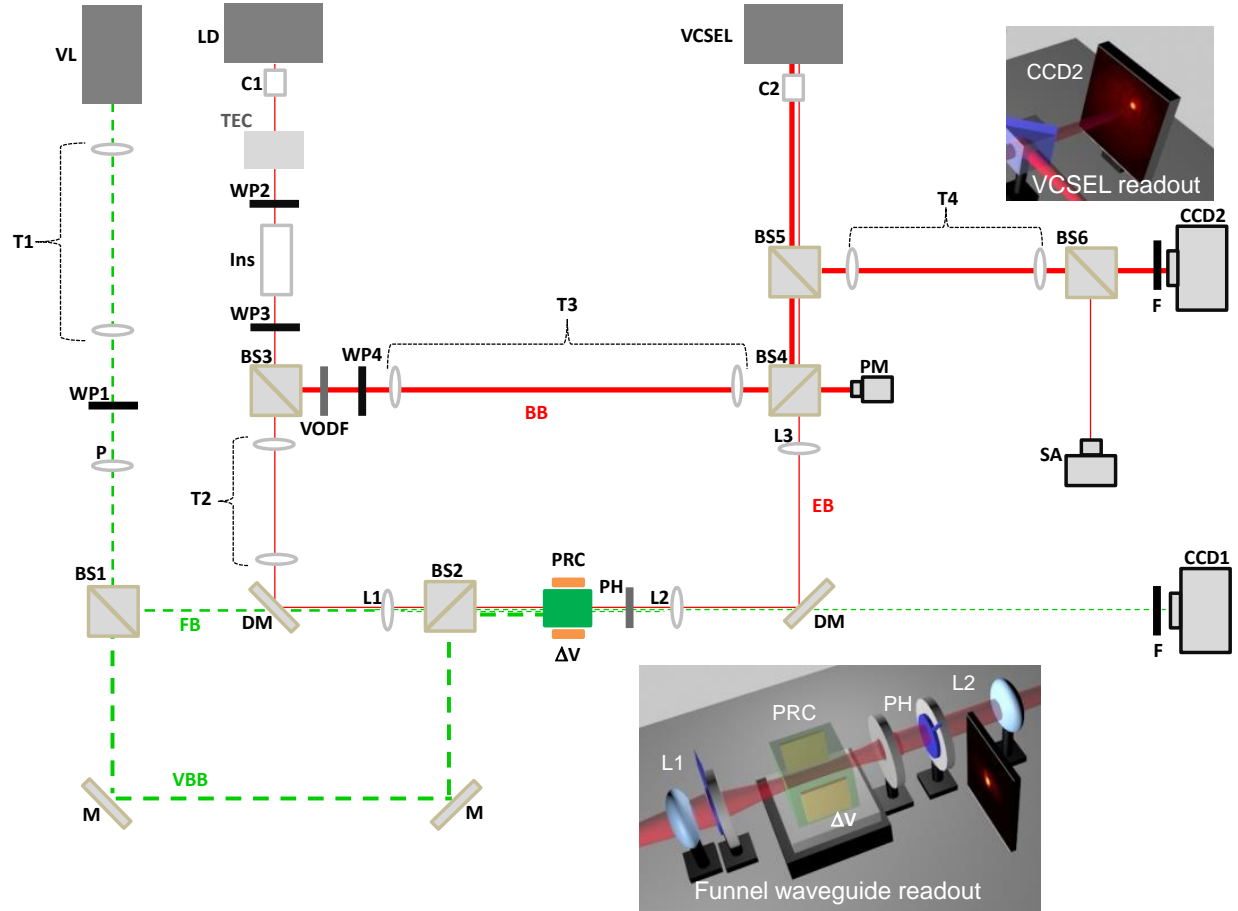 VL
LD
VCSEL
C1
C2
TEC
CCD2
VCSEL readout
WP2
T1
Ins
T4
BS5
BS6
CCD2
F
WP3
T3
BS3
WP4
BS4
PM
WP1
VODF
BB
L3
P
T2
SA
EB
BS1
BS2
PRC
PH
L1
L2
CCD1
FB
DM
ΔV
DM
F
L2
PH
PRC
L1
ΔV
VBB
M
M
Funnel waveguide readout